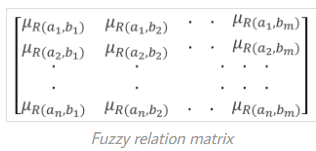 μR(a1,b1) μR(a1,b2) . . μR(a1,bm)
μR(a2,b1) μR(a2,b2) . . μR(a2,bm)
. . . . .
. . . . .
μR(an,b1) μR(an,b2) . . μR(an,bm)
Fuzzy relation matrix